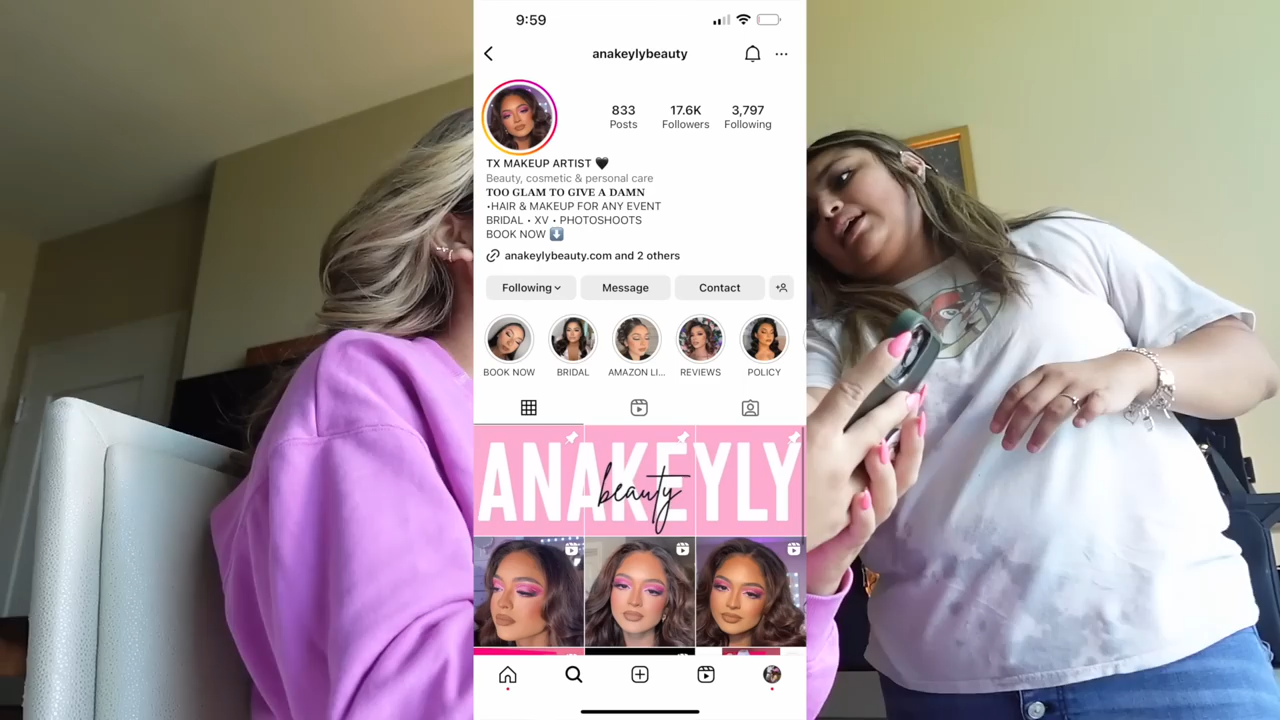 9:59
anakeylybeauty
833
17.6K
3,797
Posts
Followers
Following
TX MAKEUP ARTIST 🖤
Beauty, cosmetic & personal care
𝐓𝐎𝐎 𝐆𝐋𝐀𝐌 𝐓𝐎 𝐆𝐈𝐕𝐄 𝐀 𝐃𝐀𝐌𝐍
•HAIR & MAKEUP FOR ANY EVENT
BRIDAL • XV • PHOTOSHOOTS
BOOK NOW ⬇️
anakeylybeauty.com and 2 others
Following
Message
Contact
BOOK NOW
BRIDAL
AMAZON LI...
REVIEWS
POLICY
ANAKEYLY
beauty